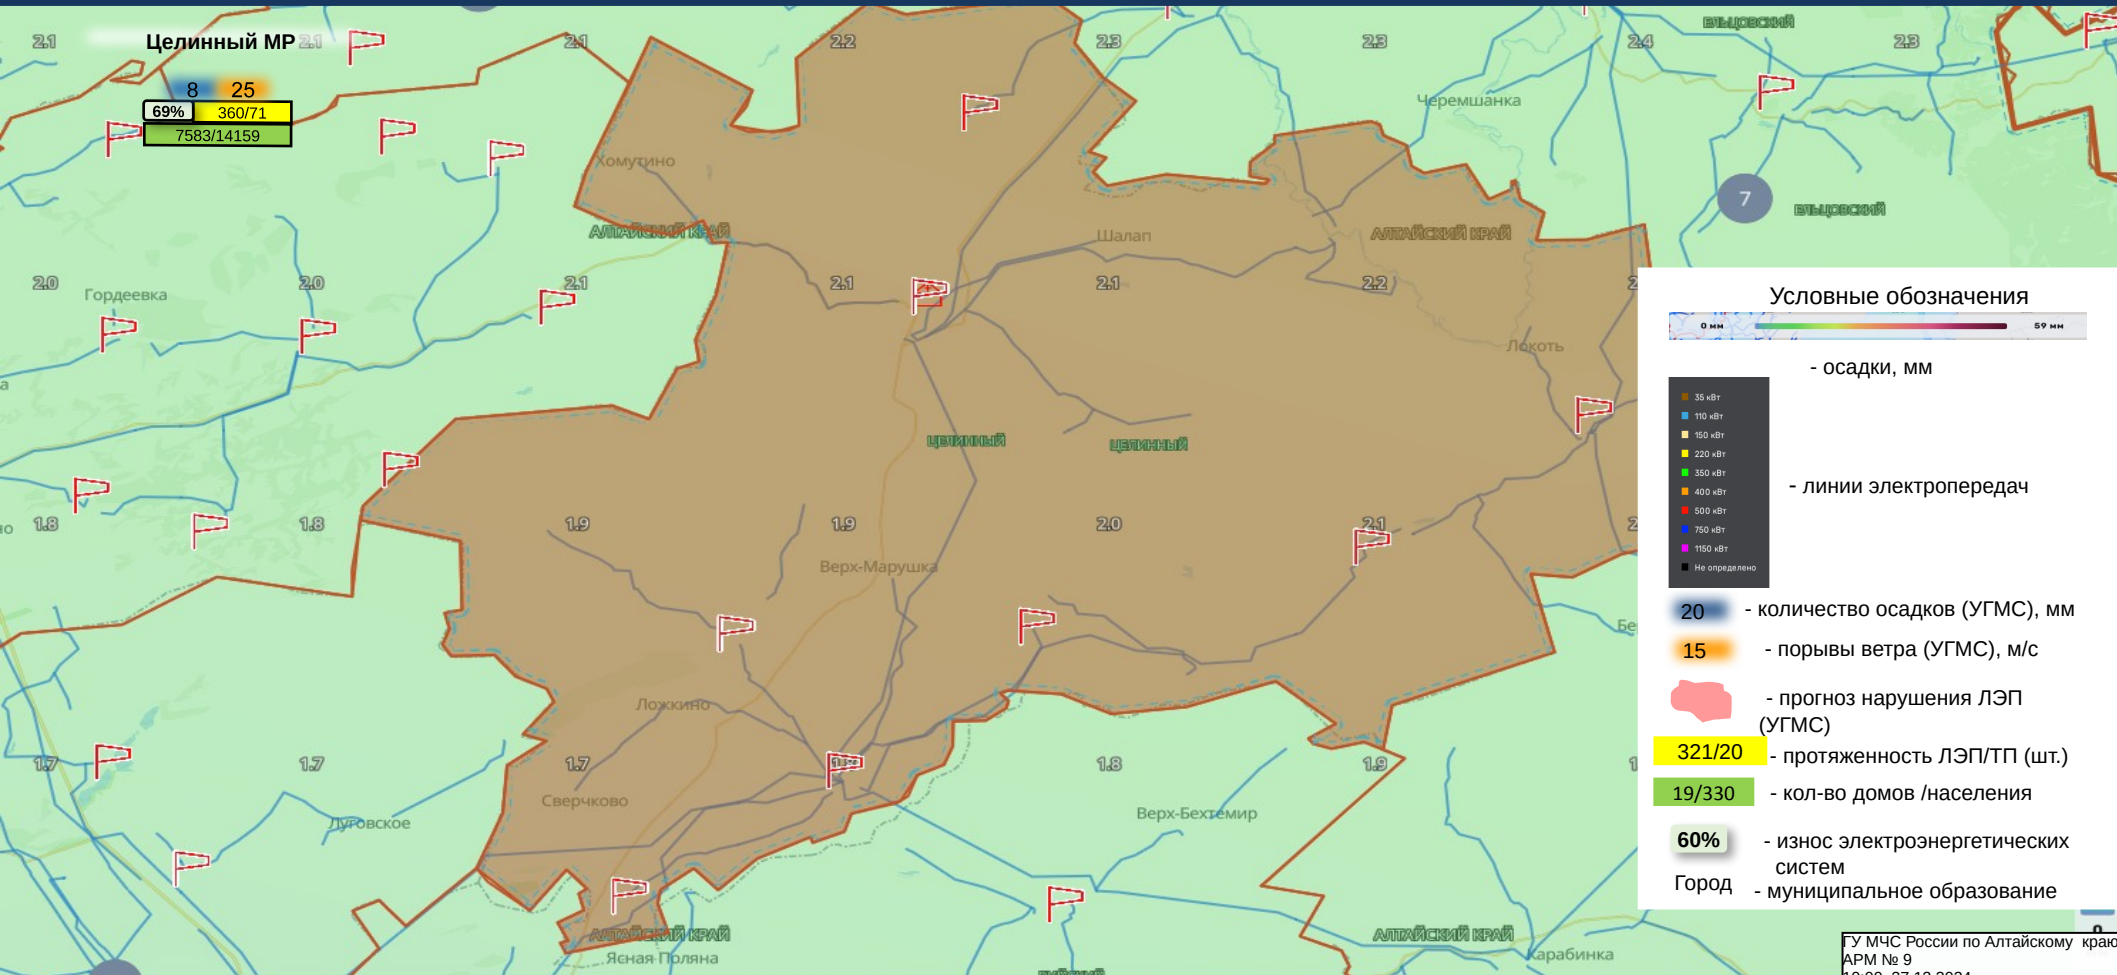 2.1
2.1
2.1
2.2
2.3
2.3
2.4
2.3
ЕЛЬЦОВСКИЙ
Целинный МР
8 25
69% 360/71
7583/14159
Черемшанка
Хомутино
7
ЕЛЬЦОВСКИЙ
АЛТАЙСКИЙ КРАЙ
Шалап
АЛТАЙСКИЙ КРАЙ
2.0
2.0
2.1
2.1
2.1
2.2
Гордеевка
Локоть
ЦЕЛИННЫЙ
ЦЕЛИННЫЙ
1.8
1.8
1.9
1.9
2.0
2.1
Верх-Марушка
Ложкино
1.7
1.7
1.7
1.8
1.9
Сверчково
Луговское
Верх-Бехтемир
АЛТАЙСКИЙ КРАЙ
АЛТАЙСКИЙ КРАЙ
Ясная Поляна
Карабинка
Условные обозначения
0 мм 59 мм
- осадки, мм
35 кВт
110 кВт
150 кВт
220 кВт
350 кВт
400 кВт
500 кВт
750 кВт
1150 кВт
Не определено
- линии электропередач
20 - количество осадков (УГМС), мм
15 - порывы ветра (УГМС), м/с
- прогноз нарушения ЛЭП
(УГМС)
321/20 - протяженность ЛЭП/ТП (шт.)
19/330 - кол-во домов /населения
60% - износ электроэнергетических
систем
Город - муниципальное образование
ГУ МЧС России по Алтайскому краю
АРМ № 9